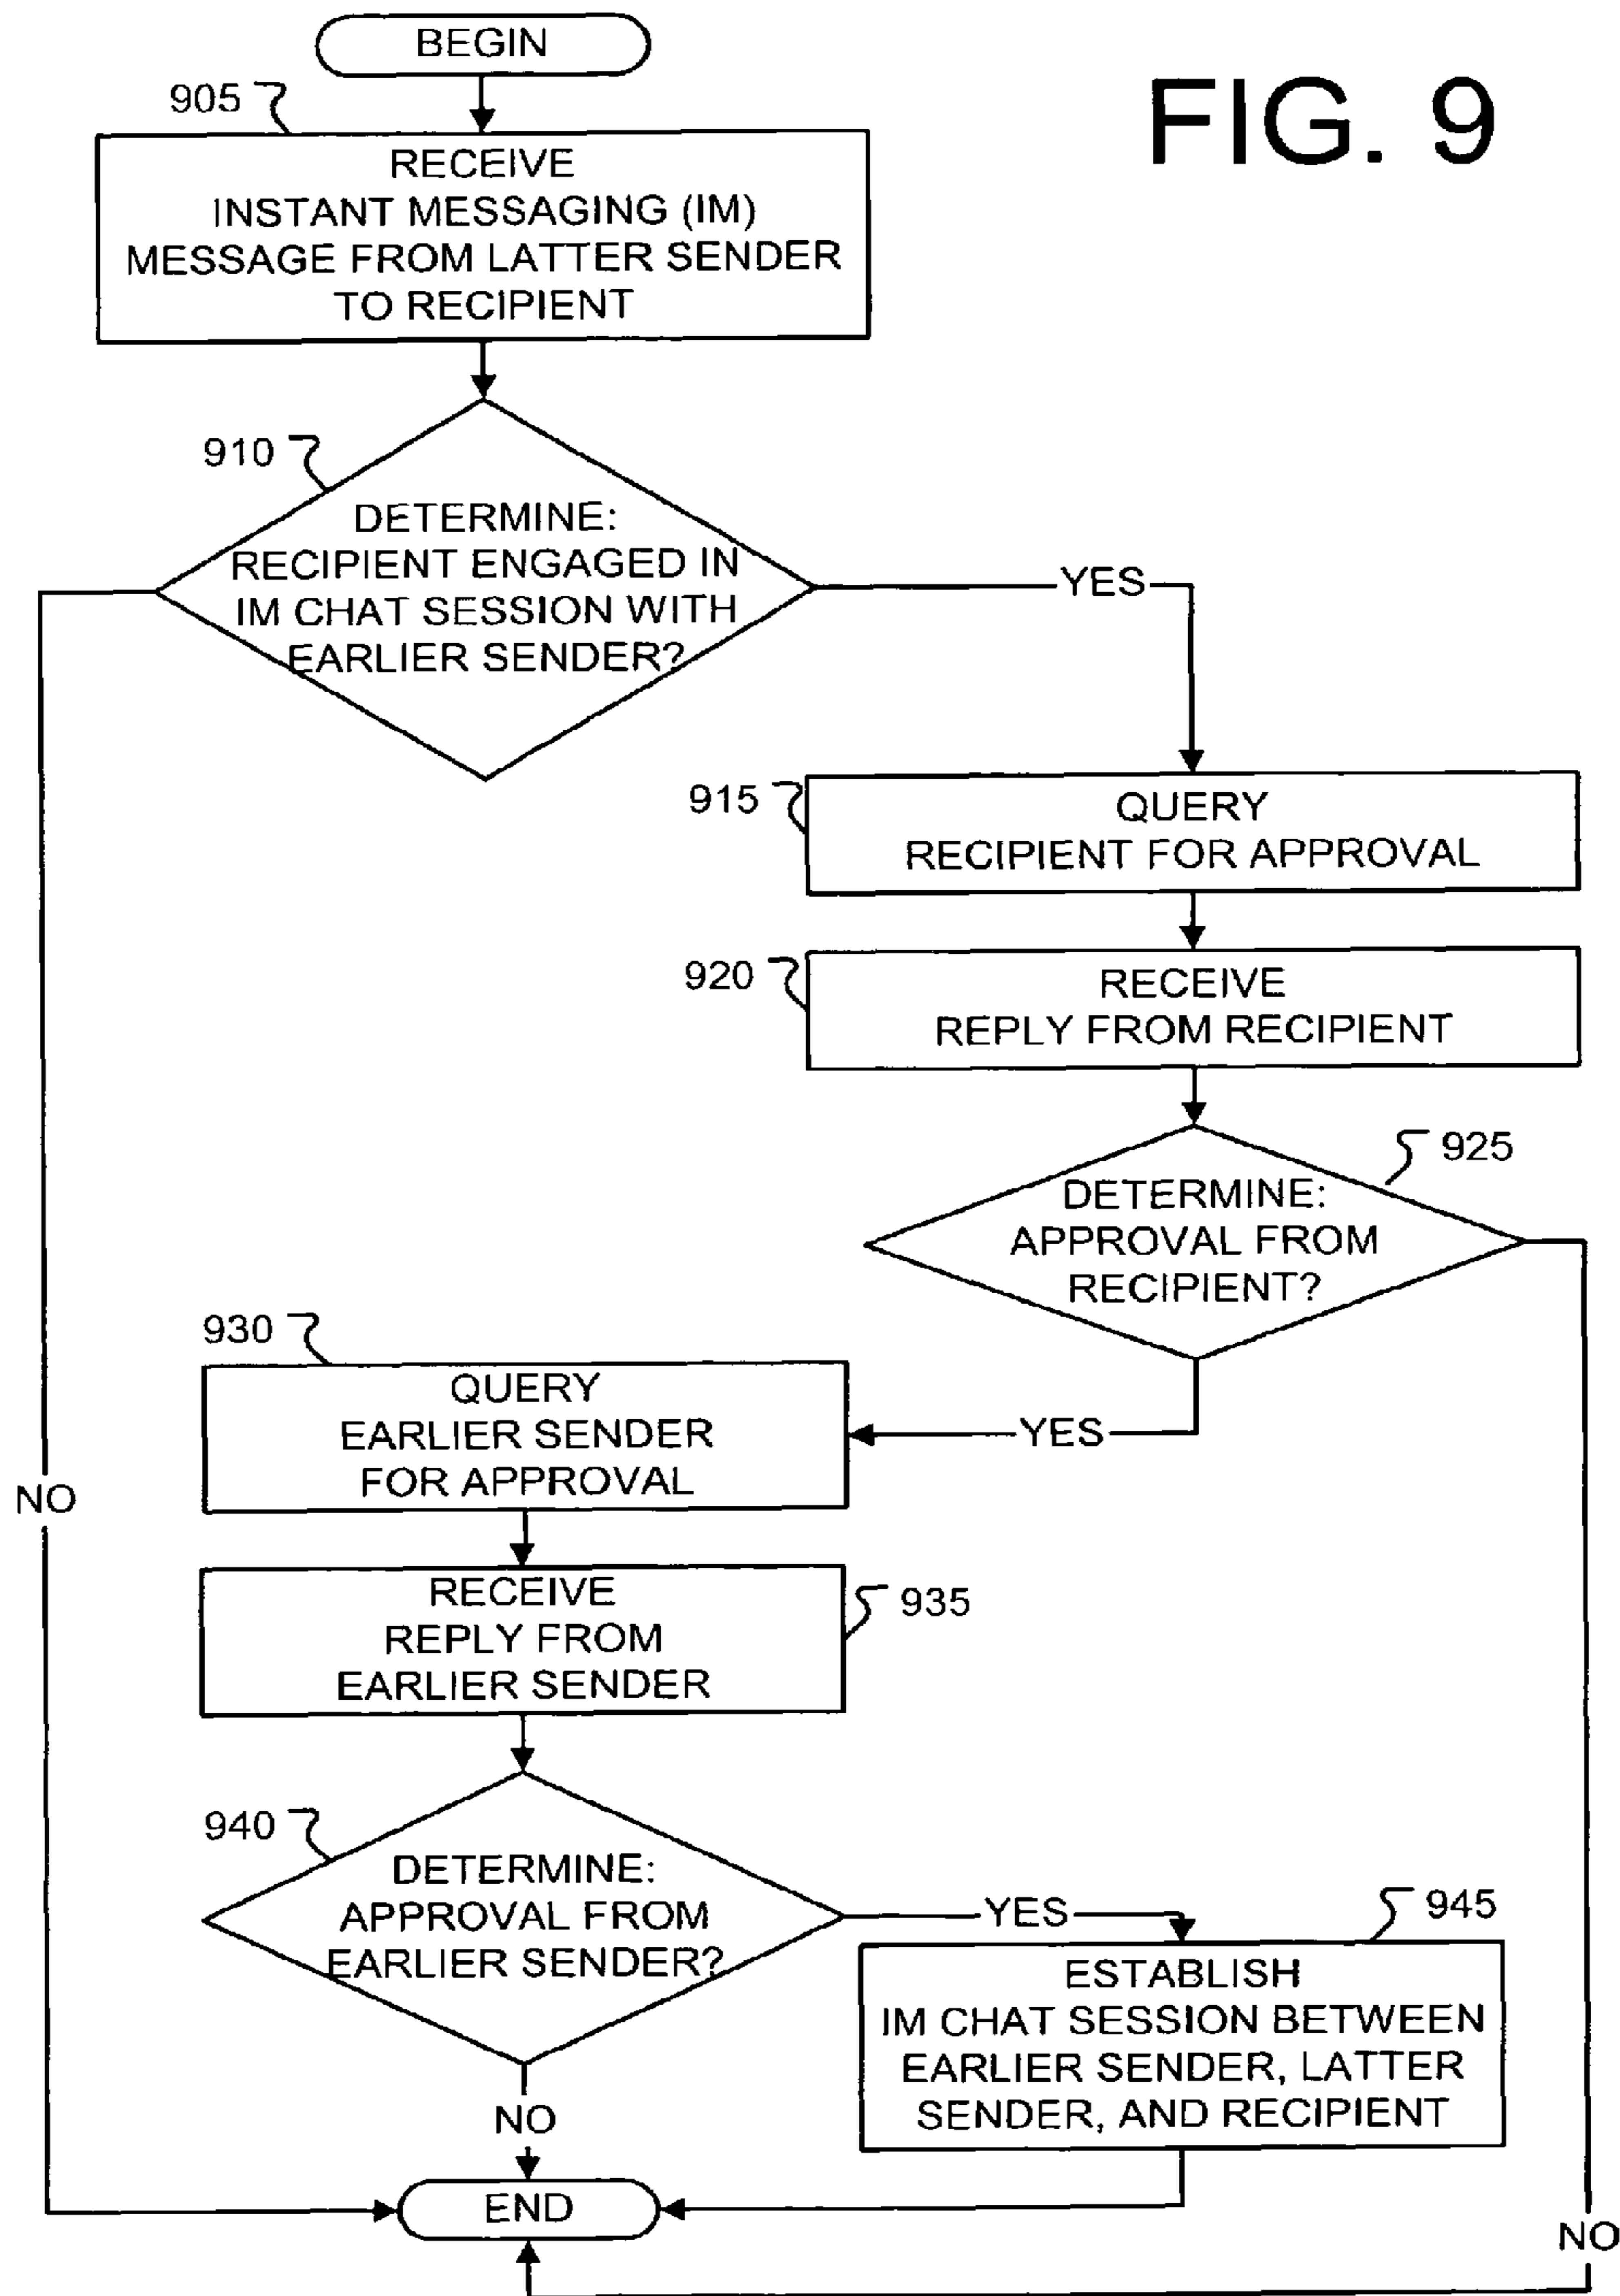 BEGIN
FIG. 9
905
RECEIVE
INSTANT MESSAGING (IM)
MESSAGE FROM LATTER SENDER
TO RECIPIENT
910
DETERMINE:
RECIPIENT ENGAGED IN
IM CHAT SESSION WITH
EARLIER SENDER?
YES
915
QUERY
RECIPIENT FOR APPROVAL
920
RECEIVE
REPLY FROM RECIPIENT
925
DETERMINE:
APPROVAL FROM
RECIPIENT?
930
QUERY
EARLIER SENDER
FOR APPROVAL
YES
NO
RECEIVE
REPLY FROM
EARLIER SENDER
935
940
DETERMINE:
APPROVAL FROM
EARLIER SENDER?
YES
945
ESTABLISH
IM CHAT SESSION BETWEEN
EARLIER SENDER, LATTER
SENDER, AND RECIPIENT
NO
END
NO